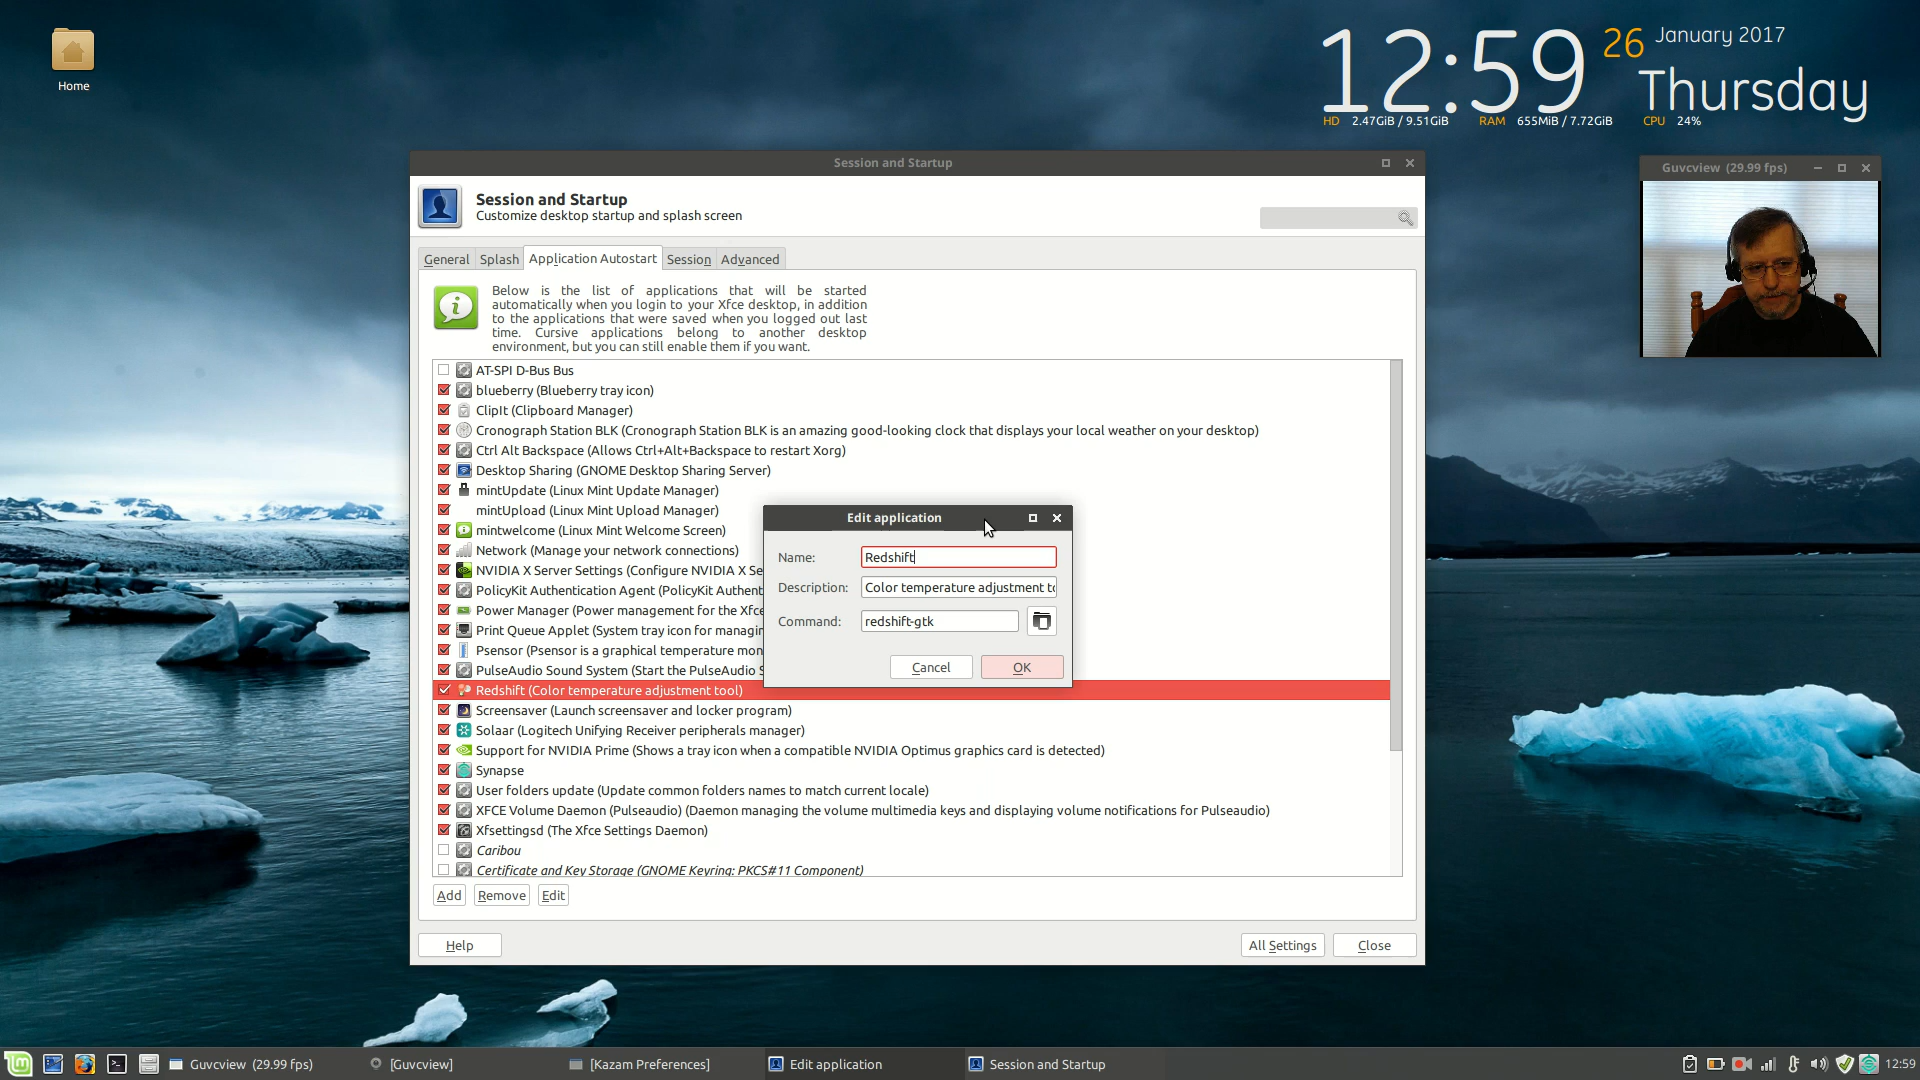 Home
12:59
26 January 2017
Thursday
HD 2.47GiB / 9.51GiB RAM 655MiB / 7.72GiB CPU 24%
Session and Startup
Guvcview (29.99 fps)
Session and Startup
Customize desktop startup and splash screen
General Splash Application Autostart Session Advanced
Below is the list of applications that will be started
automatically when you login to your Xfce desktop, in addition
to the applications that were saved when you logged out last
time. Cursive applications belong to another desktop
environment, but you can still enable them if you want.
AT-SPI D-Bus Bus
blueberry (Blueberry tray icon)
ClipIt (Clipboard Manager)
Cronograph Station BLK (Cronograph Station BLK is an amazing good-looking clock that displays your local weather on your desktop)
Ctrl Alt Backspace (Allows Ctrl+Alt+Backspace to restart Xorg)
Desktop Sharing (GNOME Desktop Sharing Server)
mintUpdate (Linux Mint Update Manager)
mintUpload (Linux Mint Upload Manager)
mintwelcome (Linux Mint Welcome Screen)
Network (Manage your network connections)
NVIDIA X Server Settings (Configure NVIDIA X Se
PolicyKit Authentication Agent (PolicyKit Authent
Power Manager (Power management for the Xfce
Print Queue Applet (System tray icon for managin
Psensor (Psensor is a graphical temperature mon
PulseAudio Sound System (Start the PulseAudio S
Redshift (Color temperature adjustment tool)
Screensaver (Launch screensaver and locker program)
Solaar (Logitech Unifying Receiver peripherals manager)
Support for NVIDIA Prime (Shows a tray icon when a compatible NVIDIA Optimus graphics card is detected)
Synapse
User folders update (Update common folders names to match current locale)
XFCE Volume Daemon (Pulseaudio) (Daemon managing the volume multimedia keys and displaying volume notifications for Pulseaudio)
Xfsettingsd (The Xfce Settings Daemon)
Caribou
Certificate and Key Storage (GNOME Keyring: PKCS#11 Component)
Edit application
Name: Redshift
Description: Color temperature adjustment to
Command: redshift-gtk
Cancel OK
Add Remove Edit
Help All Settings Close
Guvcview (29.99 fps) [Guvcview] [Kazam Preferences] Edit application Session and Startup 12:59